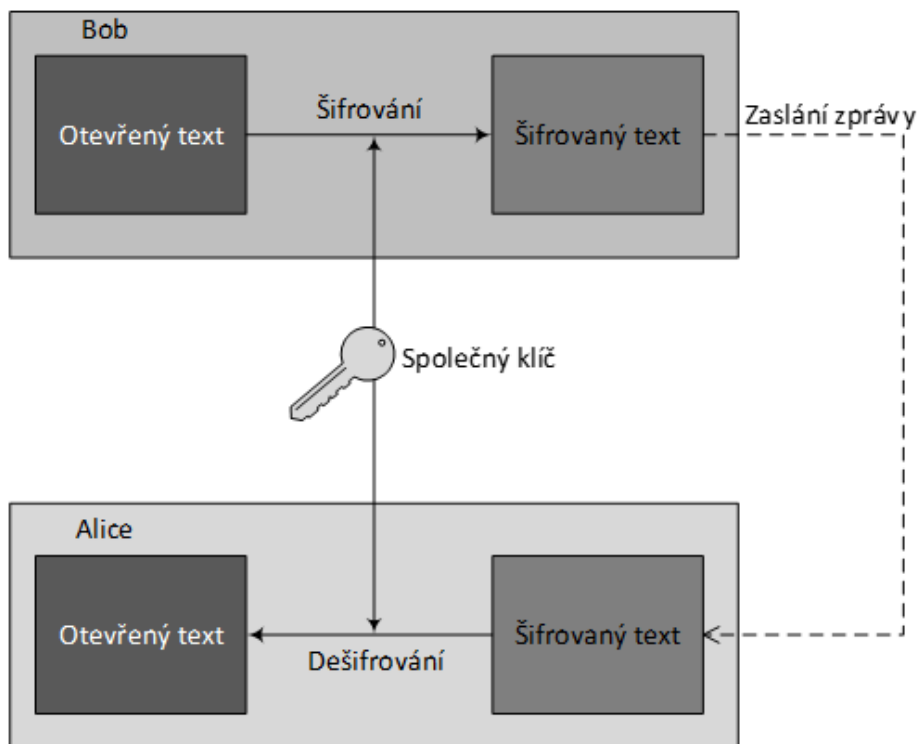 Bob
Otevřený text
Šifrování
Šifrovaný text
Zaslání zprávy
Společný klíč
Alice
Otevřený text
Dešifrování
Šifrovaný text